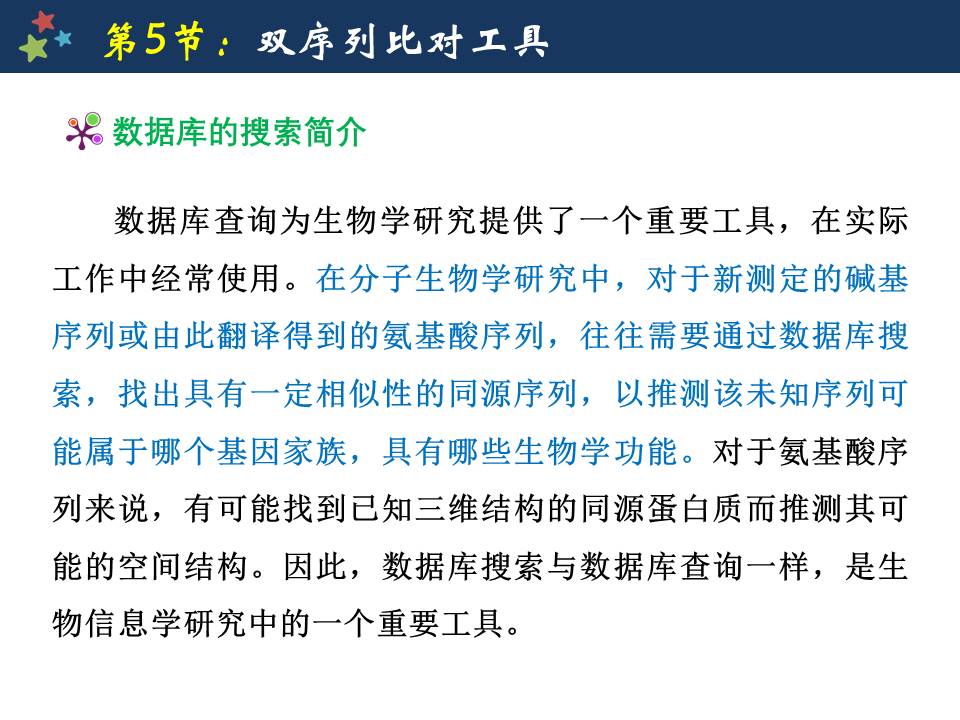 第5节：双序列比对工具
数据库的搜索简介
数据库查询为生物学研究提供了一个重要工具，在实际
工作中经常使用。在分子生物学研究中，对于新测定的碱基
序列或由此翻译得到的氨基酸序列，往往需要通过数据库搜
索，找出具有一定相似性的同源序列，以推测该未知序列可
能属于哪个基因家族，具有哪些生物学功能。对于氨基酸序
列来说，有可能找到已知三维结构的同源蛋白质而推测其可
能的空间结构。因此，数据库搜索与数据库查询一样，是生
物信息学研究中的一个重要工具。